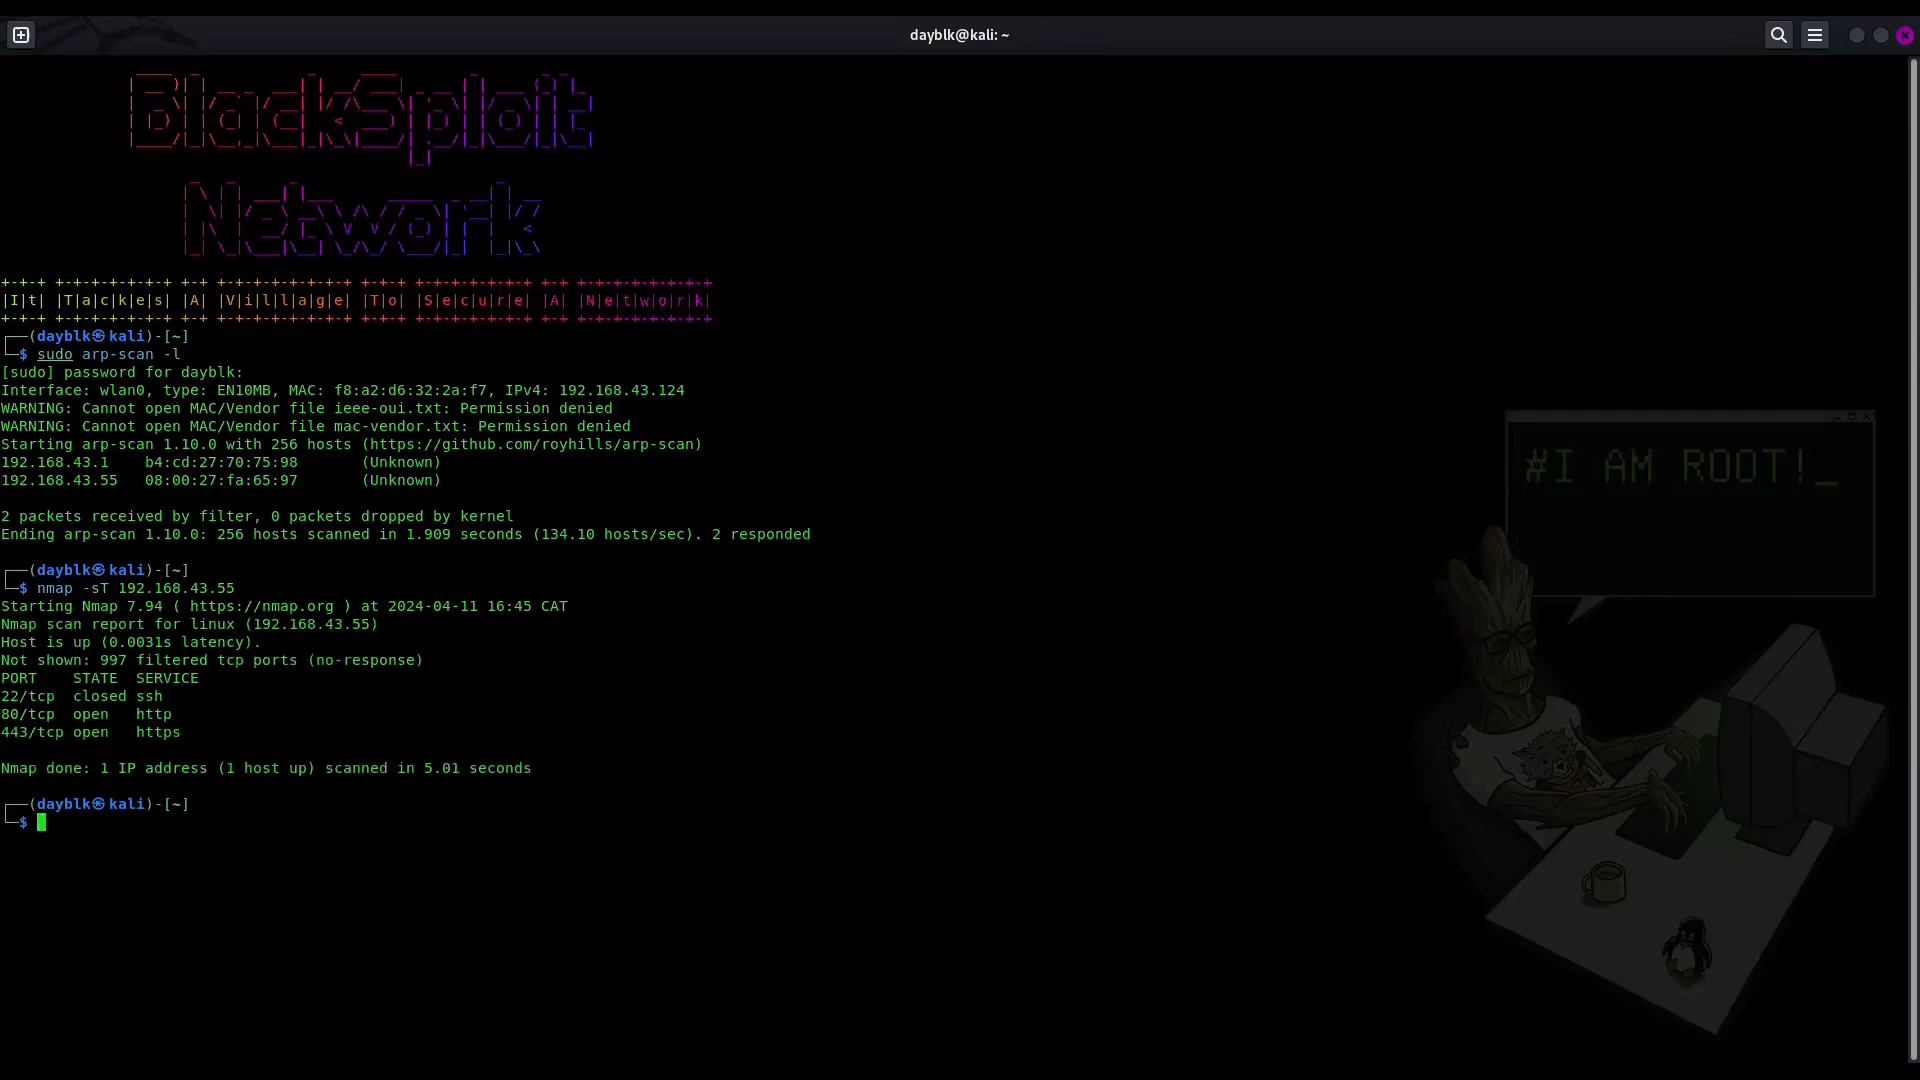 dayblk@kali: ~
BlackSploit
Network
+-+-+ +-+-+-+-+-+-+ +-+ +-+-+-+-+-+-+-+ +-+-+ +-+-+-+-+-+-+ +-+ +-+-+-+-+-+-+-+
|I|t| |T|a|c|k|e|s| |A| |V|i|l|l|a|g|e| |T|o| |S|e|c|u|r|e| |A| |N|e|t|w|o|r|k|
+-+-+ +-+-+-+-+-+-+ +-+ +-+-+-+-+-+-+-+ +-+-+ +-+-+-+-+-+-+ +-+ +-+-+-+-+-+-+-+
┌──(dayblk㉿kali)-[~]
└─$ sudo arp-scan -l
[sudo] password for dayblk:
Interface: wlan0, type: EN10MB, MAC: f8:a2:d6:32:2a:f7, IPv4: 192.168.43.124
WARNING: Cannot open MAC/Vendor file ieee-oui.txt: Permission denied
WARNING: Cannot open MAC/Vendor file mac-vendor.txt: Permission denied
Starting arp-scan 1.10.0 with 256 hosts (https://github.com/royhills/arp-scan)
192.168.43.1    b4:cd:27:70:75:98       (Unknown)
192.168.43.55   08:00:27:fa:65:97       (Unknown)
2 packets received by filter, 0 packets dropped by kernel
Ending arp-scan 1.10.0: 256 hosts scanned in 1.909 seconds (134.10 hosts/sec). 2 responded
┌──(dayblk㉿kali)-[~]
└─$ nmap -sT 192.168.43.55
Starting Nmap 7.94 ( https://nmap.org ) at 2024-04-11 16:45 CAT
Nmap scan report for linux (192.168.43.55)
Host is up (0.0031s latency).
Not shown: 997 filtered tcp ports (no-response)
PORT    STATE  SERVICE
22/tcp  closed ssh
80/tcp  open   http
443/tcp open   https
Nmap done: 1 IP address (1 host up) scanned in 5.01 seconds
┌──(dayblk㉿kali)-[~]
└─$
#I AM ROOT!_